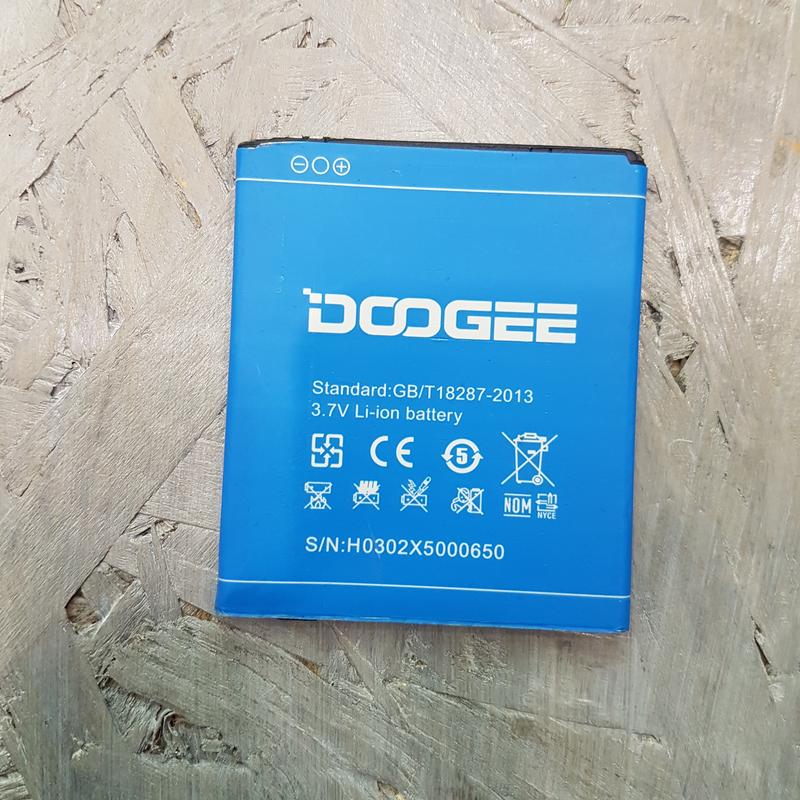 DOOGEE
Standard:GB/T18287-2013
3.7V Li-ion battery
CE 5
NOM NYCE
S/N:H0302X5000650